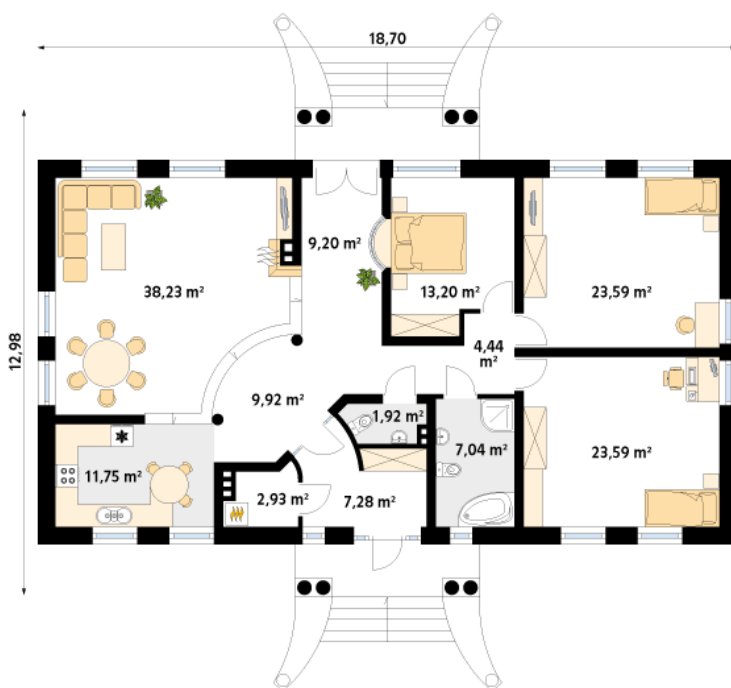 18,70
12,98
9,20 m²
38,23 m²
13,20 m²
23,59 m²
4,44
m²
9,92 m²
1,92 m²
7,04 m²
23,59 m²
11,75 m²
2,93 m²
7,28 m²